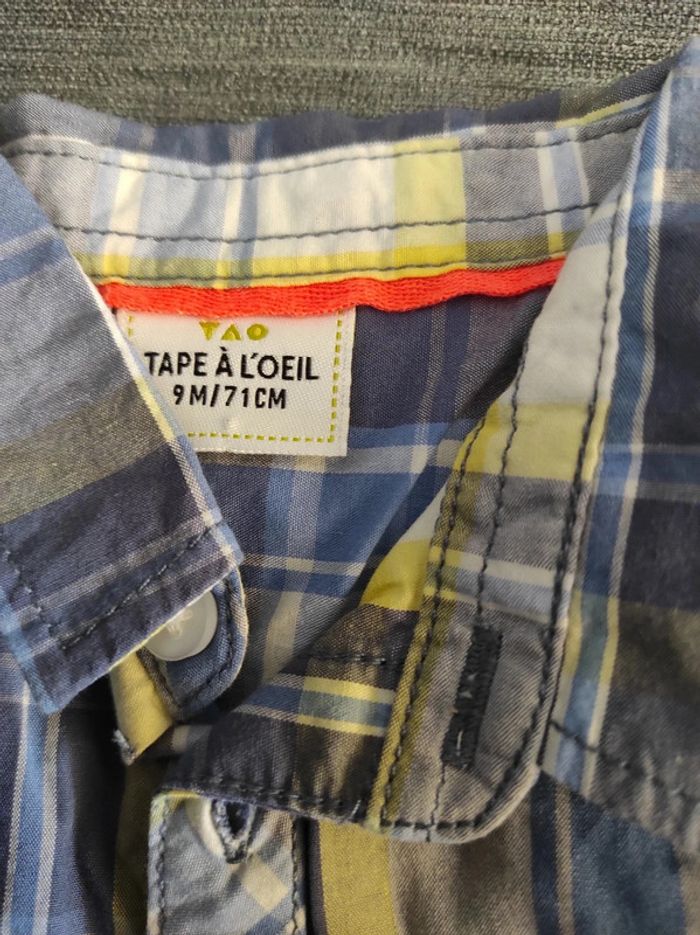 TAO
TAPE À L'OEIL
9M/71CM